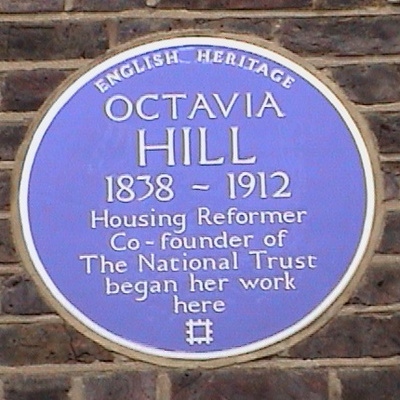 ENGLISH HERITAGE
OCTAVIA
HILL
1838 ~ 1912
Housing Reformer
Co-founder of
The National Trust
began her work
here